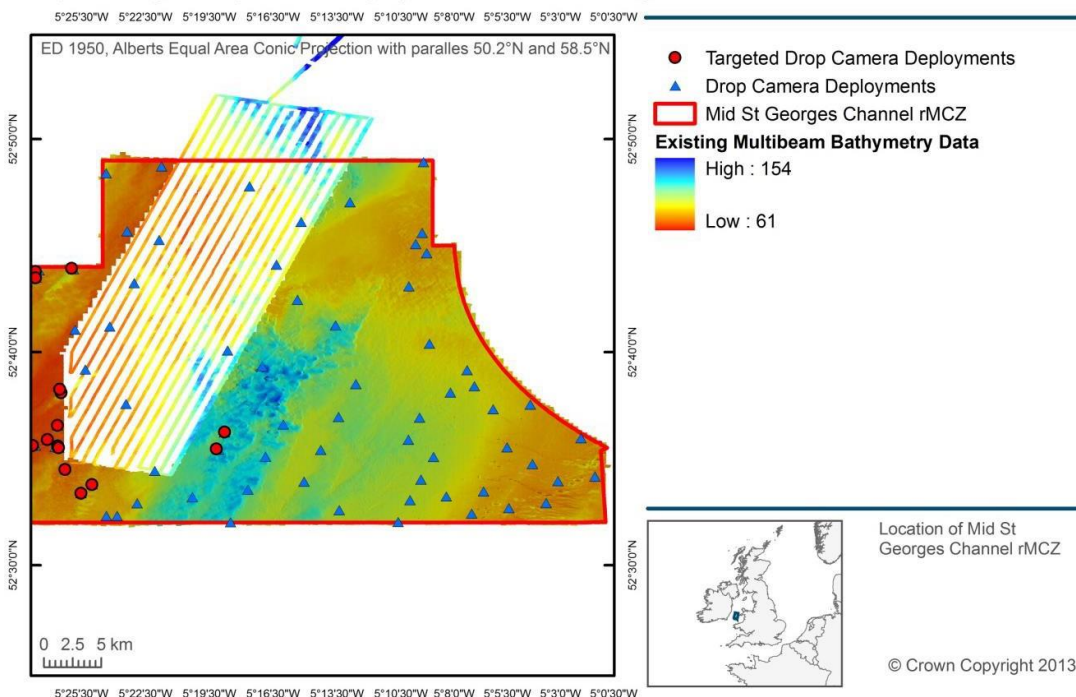 5°25'30"W 5°22'30"W 5°19'30"W 5°16'30"W 5°13'30"W 5°10'30"W 5°8'0"W 5°5'30"W 5°3'0"W 5°0'30"W
ED 1950, Alberts Equal Area Conic Projection with paralles 50.2°N and 58.5°N
52°50'0"N
52°50'0"N
52°40'0"N
52°40'0"N
52°30'0"N
52°30'0"N
0 2.5 5 km
5°25'30"W 5°22'30"W 5°19'30"W 5°16'30"W 5°13'30"W 5°10'30"W 5°8'0"W 5°5'30"W 5°3'0"W 5°0'30"W
Targeted Drop Camera Deployments
Drop Camera Deployments
Mid St Georges Channel rMCZ
Existing Multibeam Bathymetry Data
High : 154
Low : 61
Location of Mid St
Georges Channel rMCZ
© Crown Copyright 2013